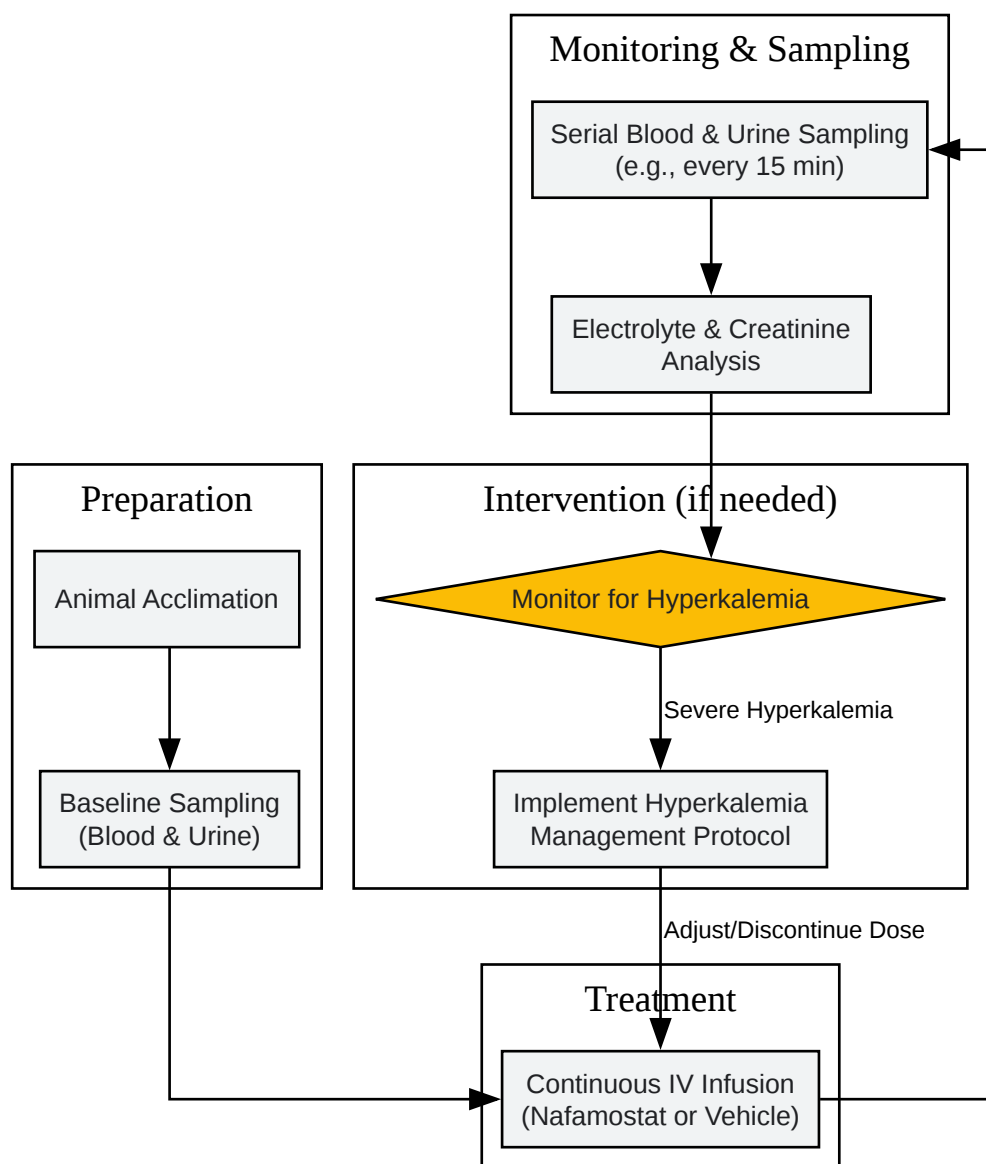 Monitoring & Sampling
Serial Blood & Urine Sampling
(e.g., every 15 min)
Electrolyte & Creatinine
Analysis
Preparation
Animal Acclimation
Baseline Sampling
(Blood & Urine)
Intervention (if needed)
Monitor for Hyperkalemia
Severe Hyperkalemia
Implement Hyperkalemia
Management Protocol
Adjust/Discontinue Dose
Treatment
Continuous IV Infusion
(Nafamostat or Vehicle)